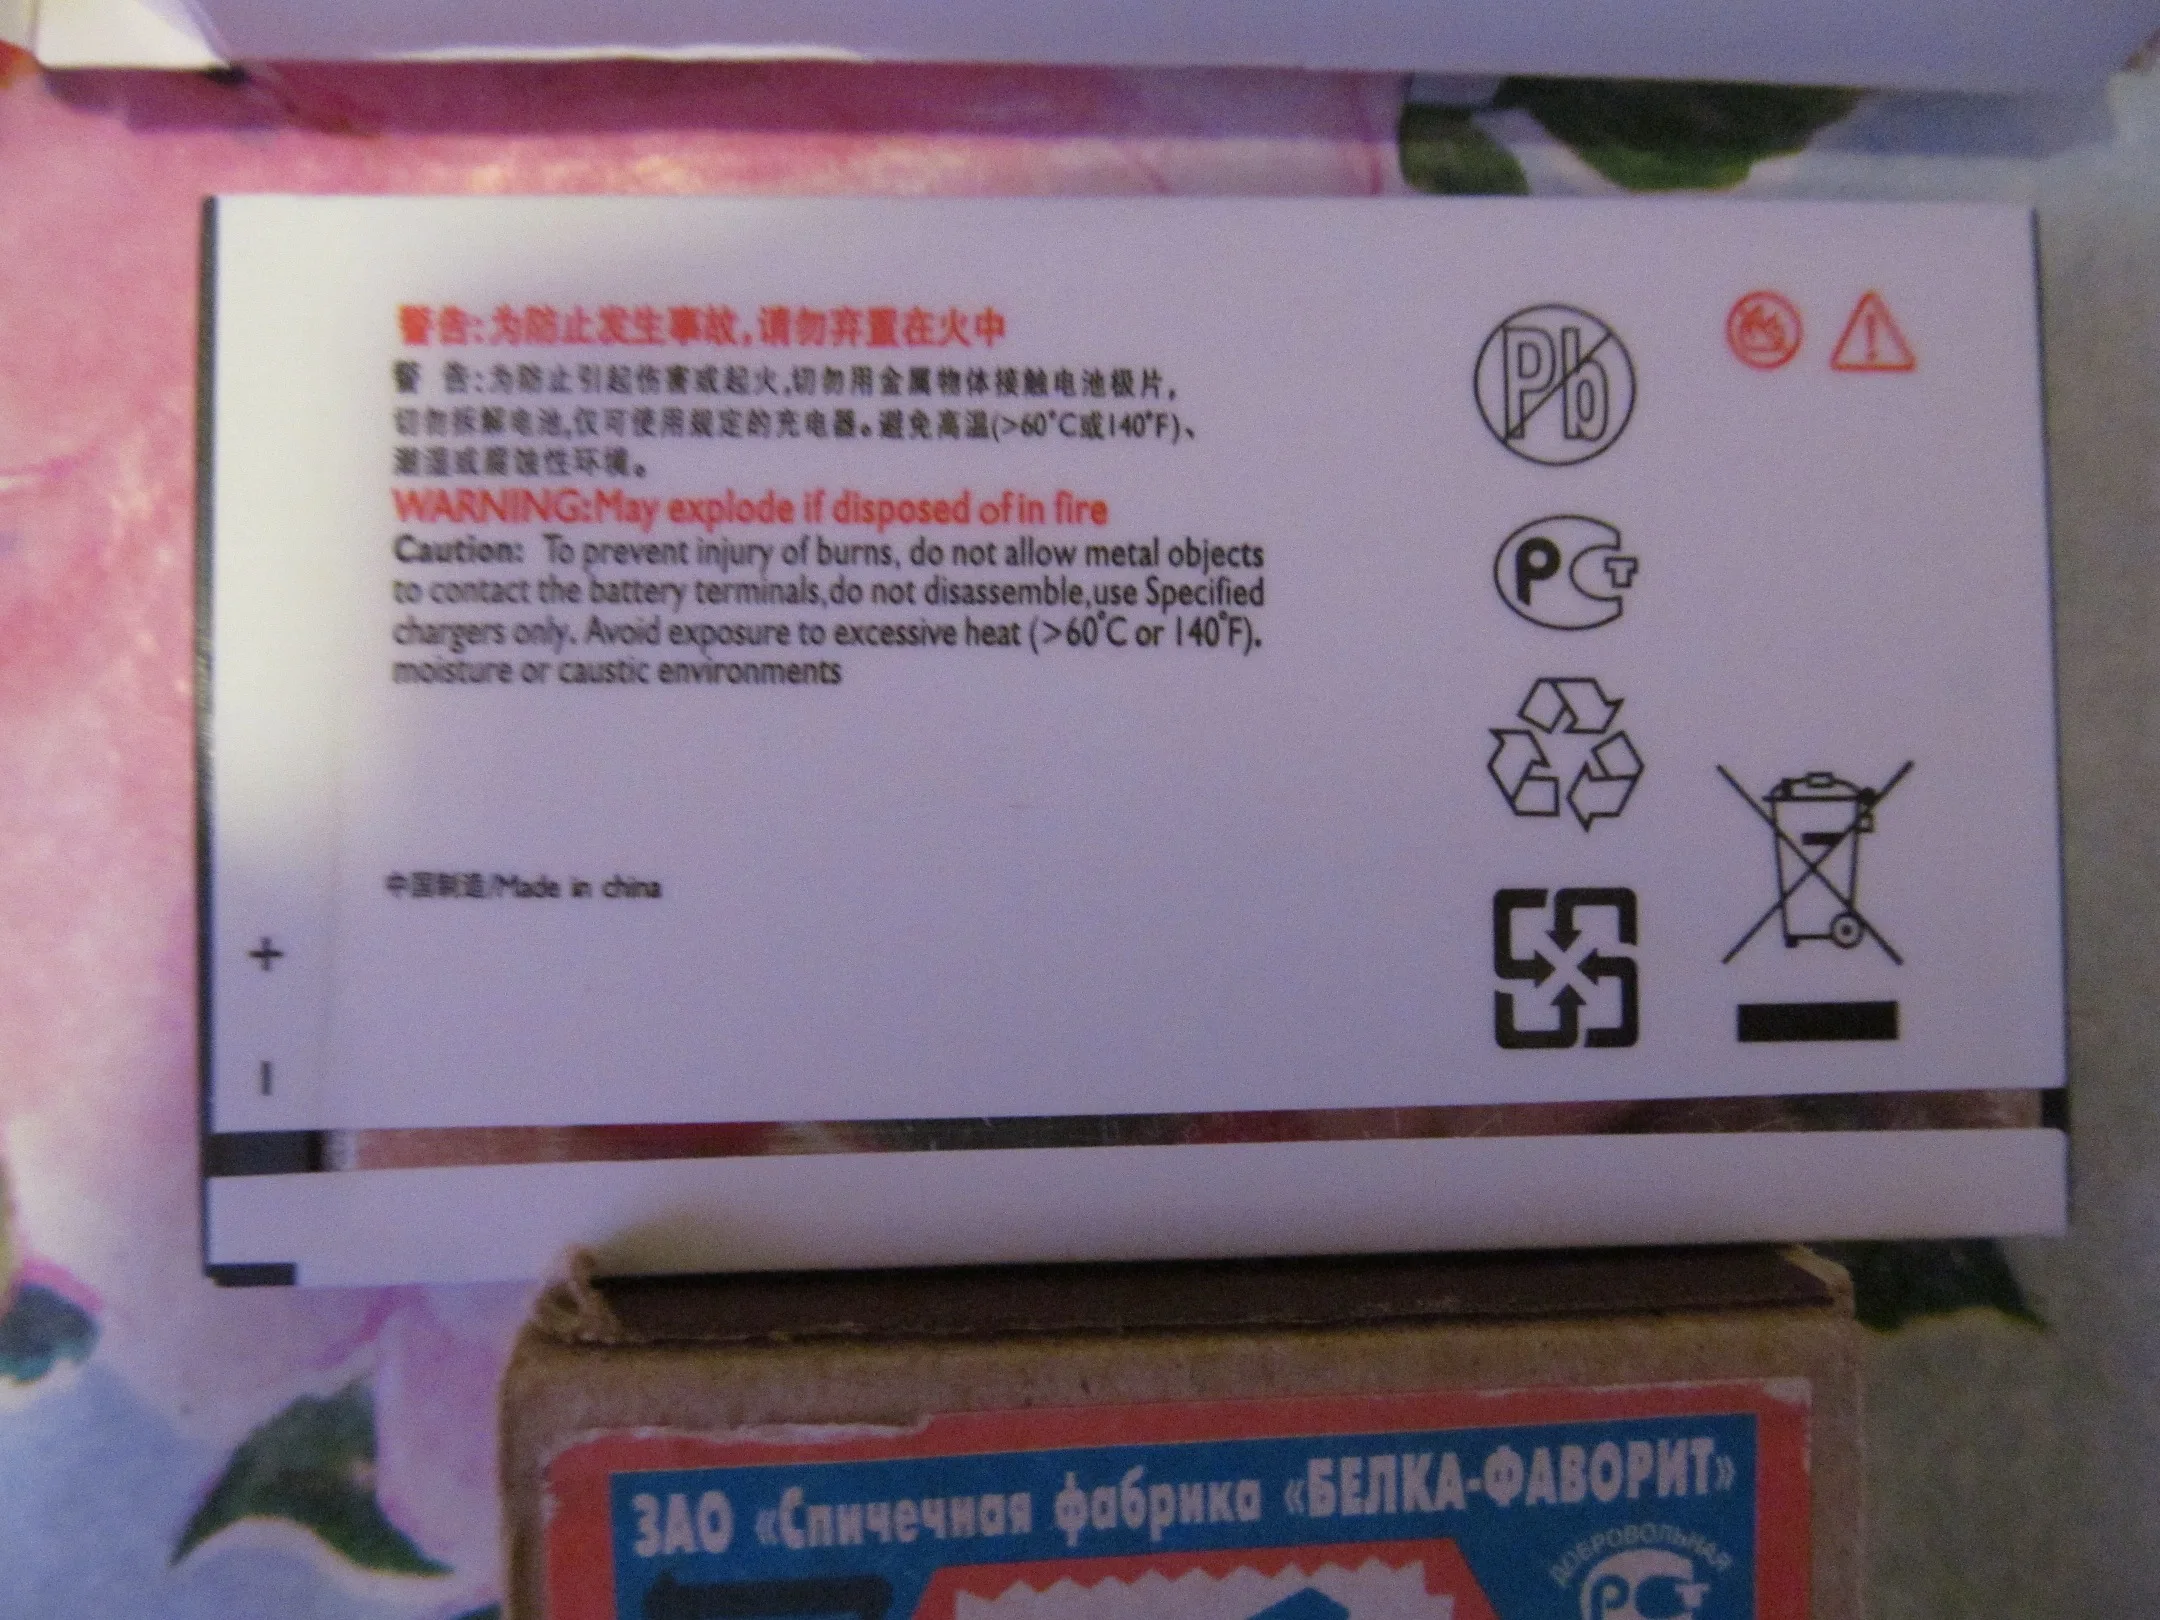 警告:为防止发生事故,请勿弃置在火中
警 告:为防止引起伤害或起火,切勿用金属物体接触电池极片,
切勿拆解电池,仅可使用规定的充电器。避免高温(>60°C或140°F)、
潮湿或腐蚀性环境。
WARNING:May explode if disposed of in fire
Caution: To prevent injury of burns, do not allow metal objects
to contact the battery terminals,do not disassemble,use Specified
chargers only. Avoid exposure to excessive heat (>60°C or 140°F).
moisture or caustic environments
中国制造/Made in china
+
–
Pb
РСТ
ЗАО «Спичечная фабрика «БЕЛКА-ФАВОРИТ»
ДОБРОВОЛЬНАЯ
РСТ